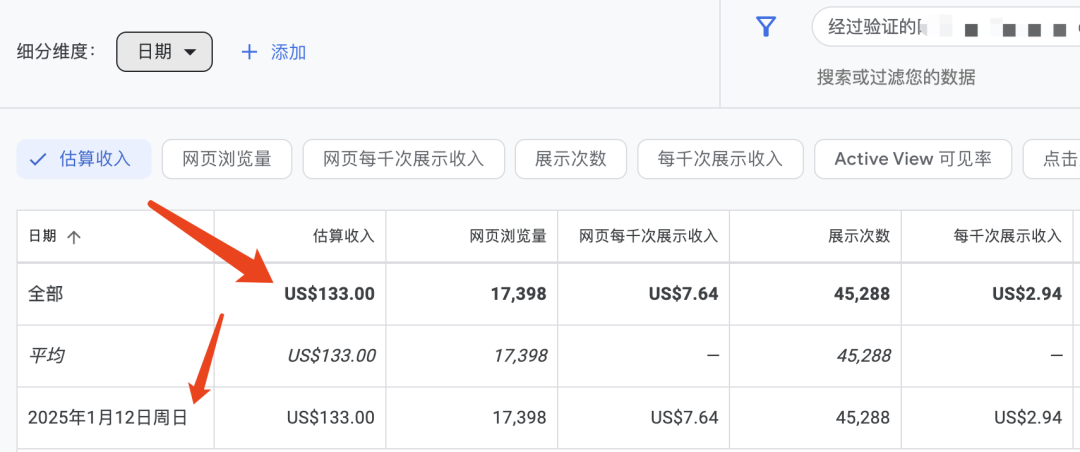 细分维度： 日期 + 添加
经过验证的
搜索或过滤您的数据
估算收入 网页浏览量 网页每千次展示收入 展示次数 每千次展示收入 Active View 可见率 点击
日期 估算收入 网页浏览量 网页每千次展示收入 展示次数 每千次展示收入
全部 US$133.00 17,398 US$7.64 45,288 US$2.94
平均 US$133.00 17,398 — 45,288 —
2025年1月12日周日 US$133.00 17,398 US$7.64 45,288 US$2.94